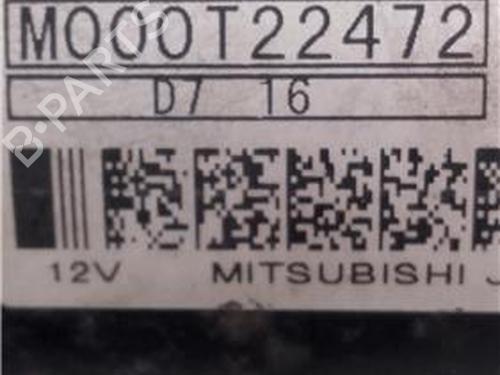 M000T22472
D7 16
12V MITSUBISHI J
B-PARTS